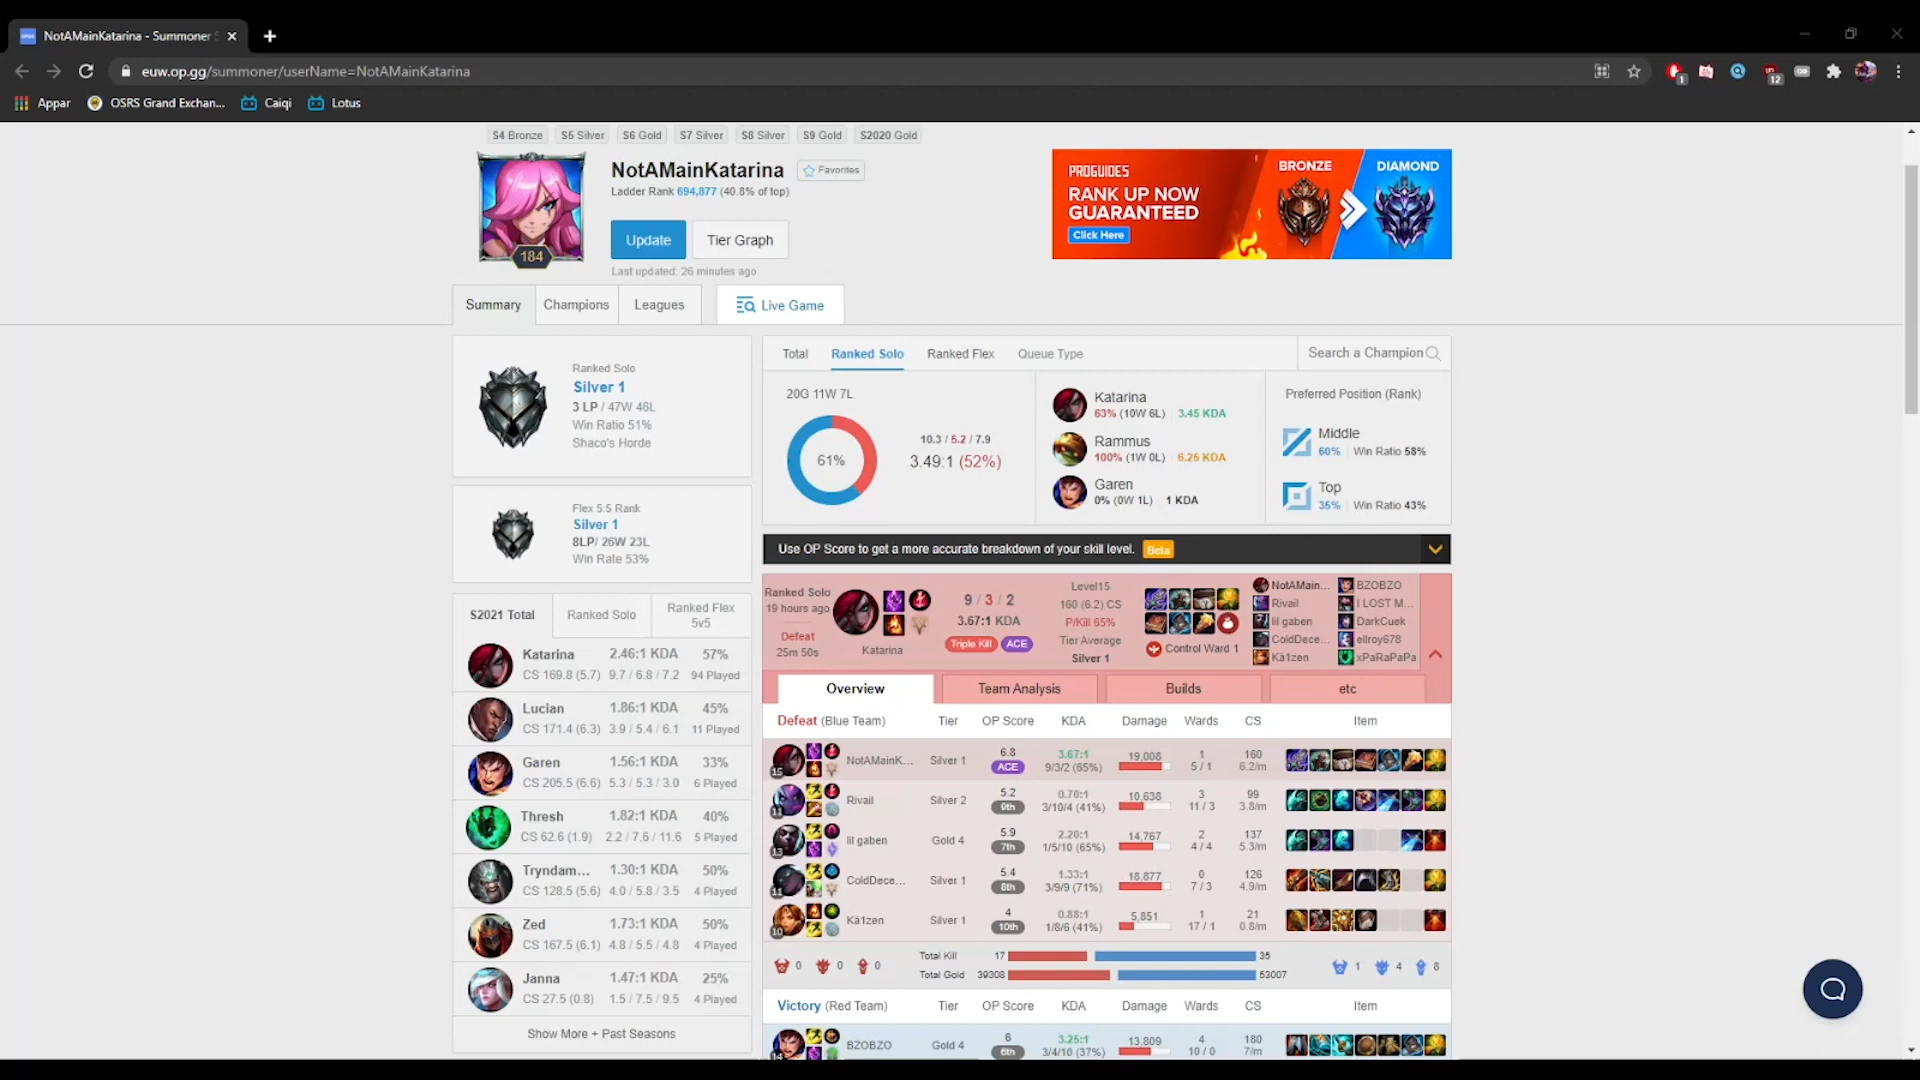 NotAMainKatarina - Summoner S
euw.op.gg/summoner/userName=NotAMainKatarina
1
12
Appar
OSRS Grand Exchan...
Caiqi
Lotus
S4 Bronze
S5 Silver
S6 Gold
S7 Silver
S8 Silver
S9 Gold
S2020 Gold
184
NotAMainKatarina
Favorites
Ladder Rank 694,877 (40.8% of top)
Update
Tier Graph
Last updated: 26 minutes ago
PROGUIDES
RANK UP NOW
GUARANTEED
Click Here
BRONZE
DIAMOND
Summary
Champions
Leagues
Live Game
Ranked Solo
Silver 1
3 LP / 47W 46L
Win Ratio 51%
Shaco's Horde
Flex 5:5 Rank
Silver 1
8LP/ 26W 23L
Win Rate 53%
S2021 Total
Ranked Solo
Ranked Flex
5v5
Katarina 2.46:1 KDA 57%
CS 169.8 (5.7) 9.7 / 6.8 / 7.2 94 Played
Lucian 1.86:1 KDA 45%
CS 171.4 (6.3) 3.9 / 5.4 / 6.1 11 Played
Garen 1.56:1 KDA 33%
CS 205.5 (6.6) 5.3 / 5.3 / 3.0 6 Played
Thresh 1.82:1 KDA 40%
CS 62.6 (1.9) 2.2 / 7.6 / 11.6 5 Played
Tryndam... 1.30:1 KDA 50%
CS 128.5 (5.6) 4.0 / 5.8 / 3.5 4 Played
Zed 1.73:1 KDA 50%
CS 167.5 (6.1) 4.8 / 5.5 / 4.8 4 Played
Janna 1.47:1 KDA 25%
CS 27.5 (0.8) 1.5 / 7.5 / 9.5 4 Played
Show More + Past Seasons
Total
Ranked Solo
Ranked Flex
Queue Type
Search a Champion
20G 11W 7L
61%
10.3 / 5.2 / 7.9
3.49:1 (52%)
Katarina
63% (10W 6L) 3.45 KDA
Rammus
100% (1W 0L) 6.25 KDA
Garen
0% (0W 1L) 1 KDA
Preferred Position (Rank)
Middle
60% Win Ratio 58%
Top
35% Win Ratio 43%
Use OP Score to get a more accurate breakdown of your skill level. Beta
Ranked Solo
19 hours ago
Defeat
25m 50s
Katarina
9 / 3 / 2
3.67:1 KDA
Triple Kill ACE
Level15
160 (6.2) CS
P/Kill 65%
Tier Average
Silver 1
Control Ward 1
NotAMain...
Rivail
lil gaben
ColdDece...
Kà1zen
BZOBZO
I LOST M...
DarkCuek
ellroy678
xPaRaPaPa
Overview
Team Analysis
Builds
etc
Defeat (Blue Team) Tier OP Score KDA Damage Wards CS Item
15 NotAMainK... Silver 1 6.8 3.67:1 19,008 1 160
ACE 9/3/2 (65%) 5 / 1 6.2/m
11 Rivail Silver 2 5.2 0.70:1 10,638 3 99
9th 3/10/4 (41%) 11 / 3 3.8/m
13 lil gaben Gold 4 5.9 2.20:1 14,767 2 137
7th 1/5/10 (65%) 4 / 4 5.3/m
11 ColdDece... Silver 1 5.4 1.33:1 18,877 0 126
8th 3/9/9 (71%) 7 / 3 4.9/m
10 Kà1zen Silver 1 4 0.88:1 5,851 1 21
10th 1/8/6 (41%) 17 / 1 0.8/m
0 0 0
Total Kill 17 35
Total Gold 39308 53007
1 4 8
Victory (Red Team) Tier OP Score KDA Damage Wards CS Item
14 BZOBZO Gold 4 6 3.25:1 13,809 4 180
6th 3/4/10 (37%) 10 / 0 7/m